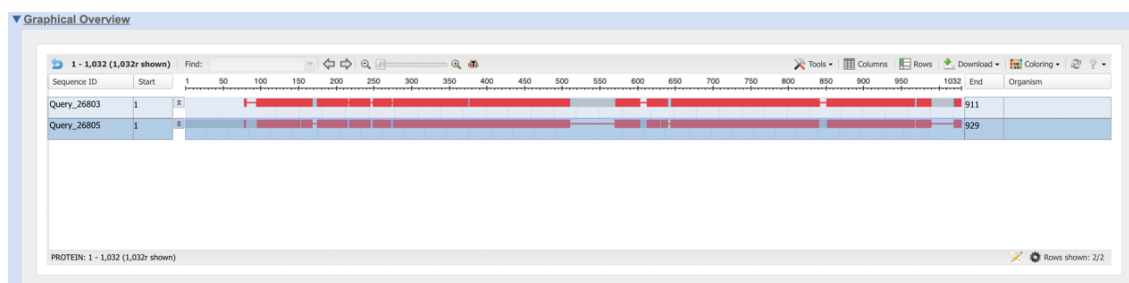 Graphical Overview
1 - 1,032 (1,032r shown) Find: Tools Columns Rows Download Coloring ?
Sequence ID Start 1 50 100 150 200 250 300 350 400 450 500 550 600 650 700 750 800 850 900 950 1032 End Organism
Query_26803 1 911
Query_26805 1 929
PROTEIN: 1 - 1,032 (1,032r shown) Rows shown: 2/2